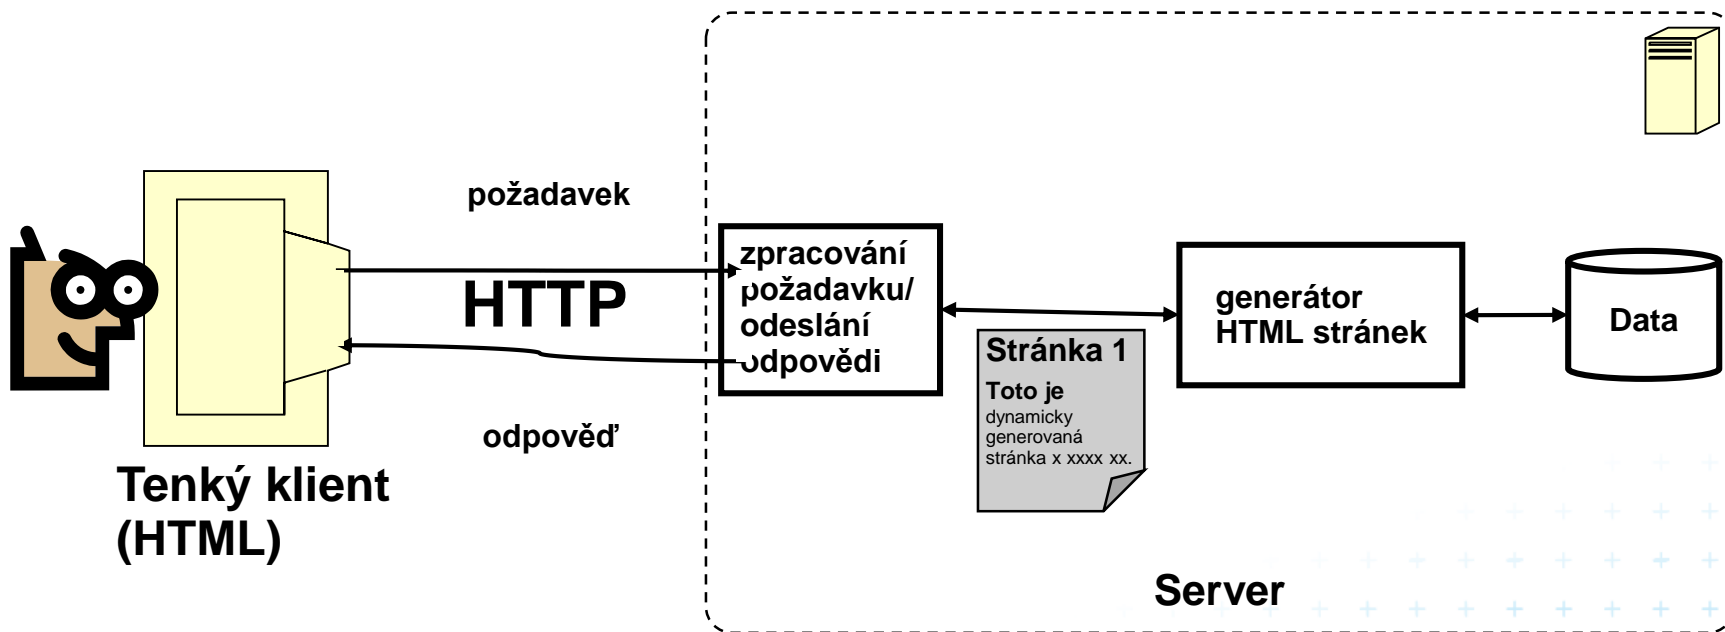 požadavek
HTTP
odpověď
Tenký klient
(HTML)
zpracování
požadavku/
odeslání
odpovědi
Stránka 1
Toto je
dynamicky
generovaná
stránka x xxxx xx.
generátor
HTML stránek
Data
Server